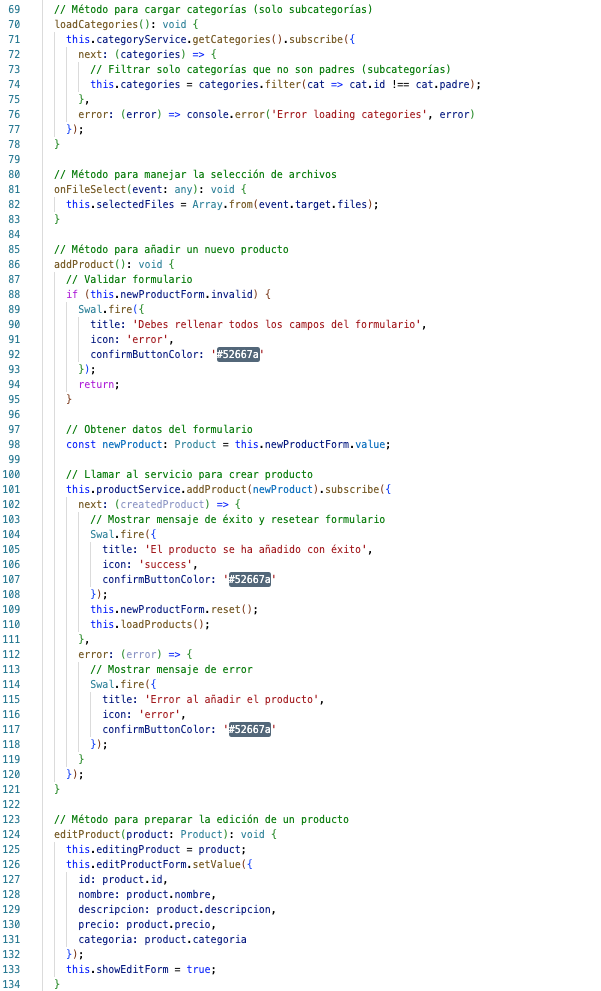 69 // Método para cargar categorías (solo subcategorías)
70 loadCategories(): void {
71 this.categoryService.getCategories().subscribe({
72 next: (categories) => {
73 // Filtrar solo categorías que no son padres (subcategorías)
74 this.categories = categories.filter(cat => cat.id !== cat.padre);
75 },
76 error: (error) => console.error('Error loading categories', error)
77 });
78 }
79
80 // Método para manejar la selección de archivos
81 onFileSelect(event: any): void {
82 this.selectedFiles = Array.from(event.target.files);
83 }
84
85 // Método para añadir un nuevo producto
86 addProduct(): void {
87 // Validar formulario
88 if (this.newProductForm.invalid) {
89 Swal.fire({
90 title: 'Debes rellenar todos los campos del formulario',
91 icon: 'error',
92 confirmButtonColor: '#52667a'
93 });
94 return;
95 }
96
97 // Obtener datos del formulario
98 const newProduct: Product = this.newProductForm.value;
99
100 // Llamar al servicio para crear producto
101 this.productService.addProduct(newProduct).subscribe({
102 next: (createdProduct) => {
103 // Mostrar mensaje de éxito y resetear formulario
104 Swal.fire({
105 title: 'El producto se ha añadido con éxito',
106 icon: 'success',
107 confirmButtonColor: '#52667a'
108 });
109 this.newProductForm.reset();
110 this.loadProducts();
111 },
112 error: (error) => {
113 // Mostrar mensaje de error
114 Swal.fire({
115 title: 'Error al añadir el producto',
116 icon: 'error',
117 confirmButtonColor: '#52667a'
118 });
119 }
120 });
121 }
122
123 // Método para preparar la edición de un producto
124 editProduct(product: Product): void {
125 this.editingProduct = product;
126 this.editProductForm.setValue({
127 id: product.id,
128 nombre: product.nombre,
129 descripcion: product.descripcion,
130 precio: product.precio,
131 categoria: product.categoria
132 });
133 this.showEditForm = true;
134 }